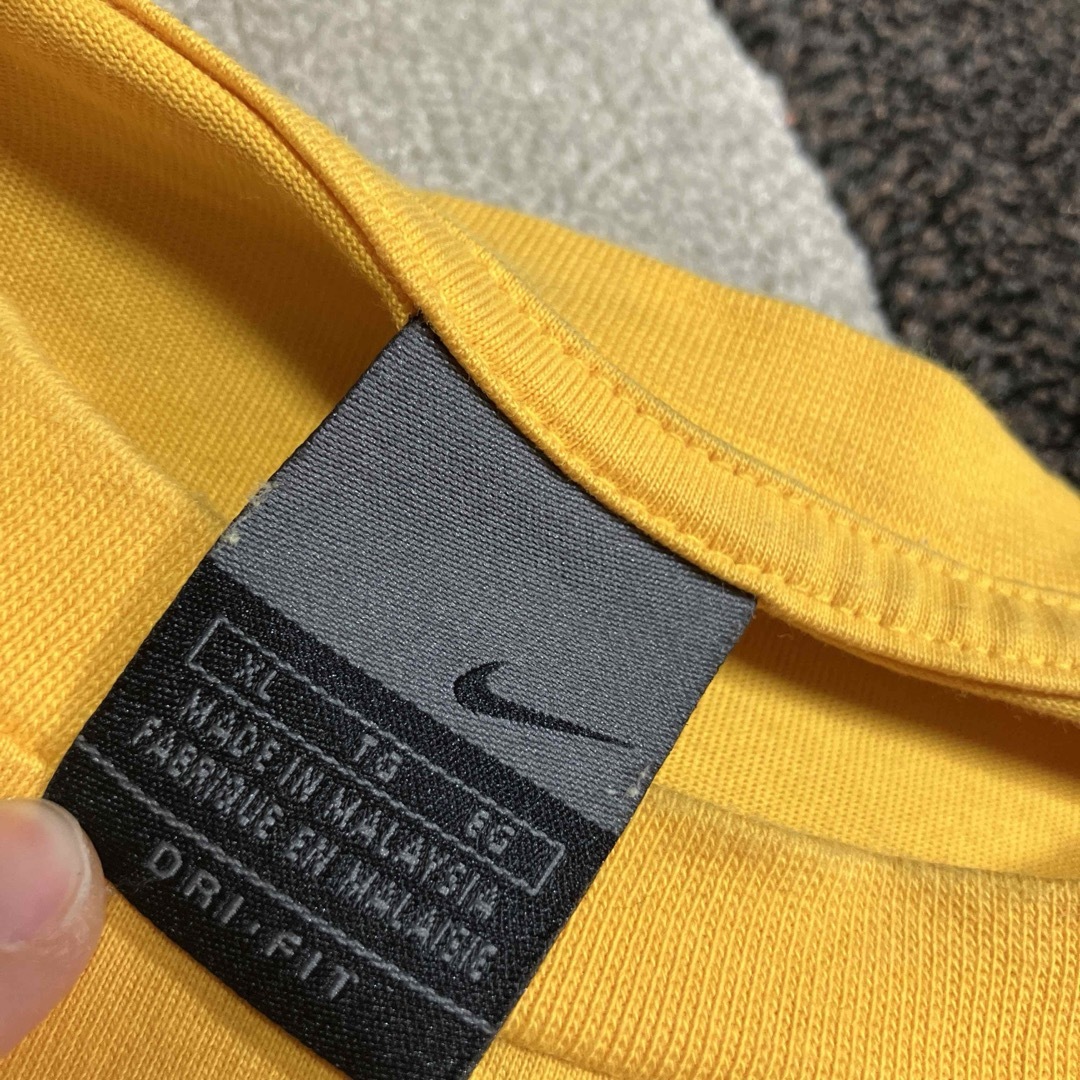 XL TG EG
MADE IN MALAYSIA
FABRIQUE EN MALAISIE
DRI-FIT